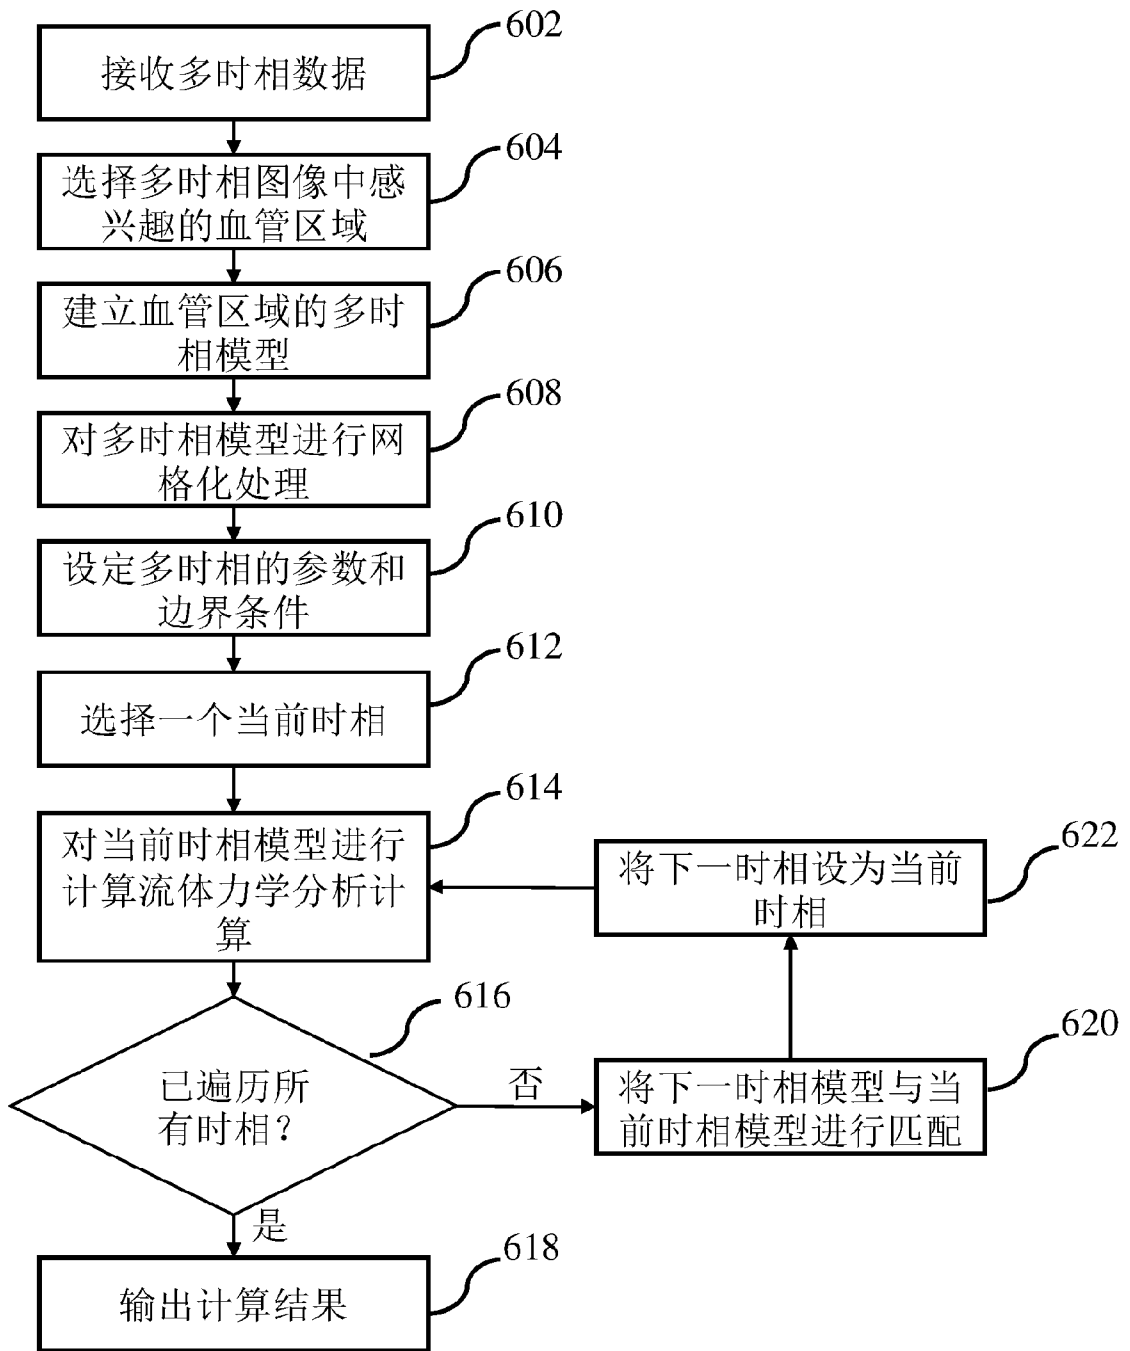 602
接收多时相数据
604
选择多时相图像中感
兴趣的血管区域
606
建立血管区域的多时
相模型
608
对多时相模型进行网
格化处理
610
设定多时相的参数和
边界条件
612
选择一个当前时相
614
对当前时相模型进行
计算流体力学分析计
算
622
将下一时相设为当前
时相
616
已遍历所
有时相?
否
620
将下一时相模型与当
前时相模型进行匹配
是
618
输出计算结果